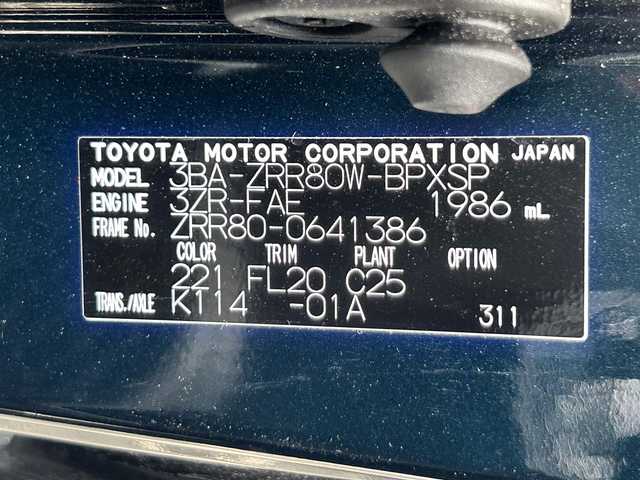 TOYOTA MOTOR CORPORATION JAPAN
MODEL 3BA-ZRR80W-BPXSP
ENGINE 3ZR-FAE 1986 mL
FRAME No. ZRR80-0641386
COLOR TRIM PLANT OPTION
221 FL20 C25
TRANS./AXLE K114 -01A 311